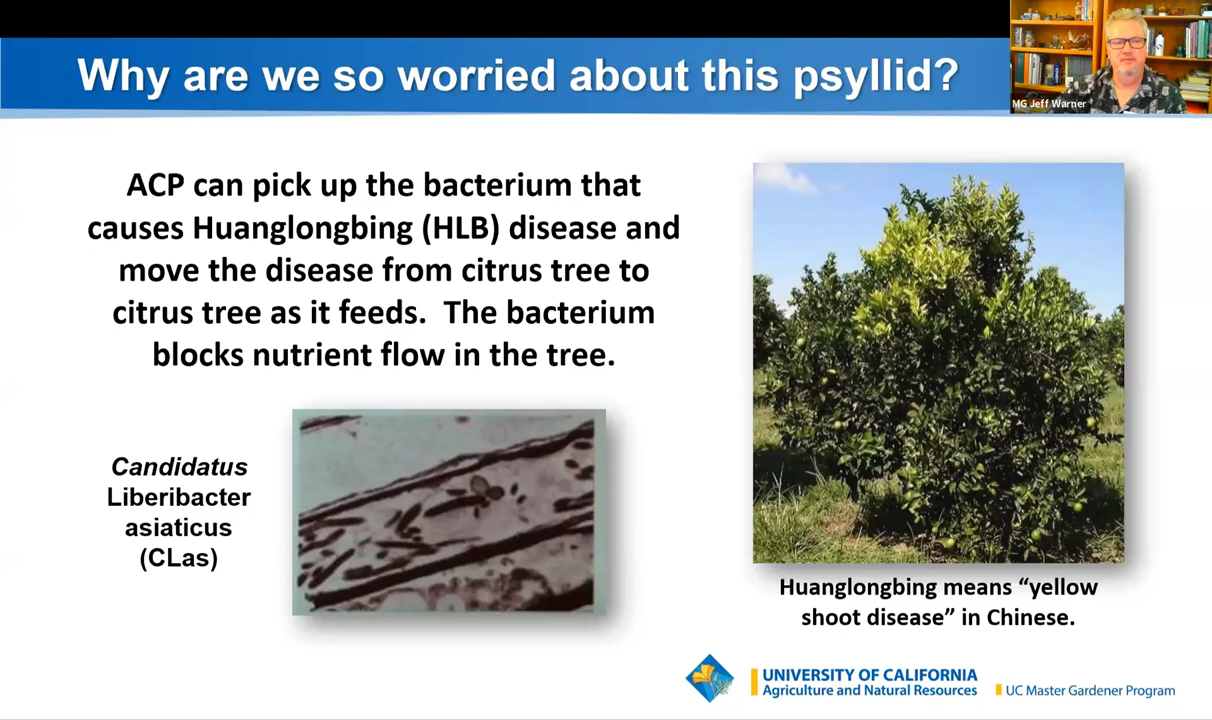 Why are we so worried about this psyllid?
MG Jeff Warner
ACP can pick up the bacterium that
causes Huanglongbing (HLB) disease and
move the disease from citrus tree to
citrus tree as it feeds.  The bacterium
blocks nutrient flow in the tree.
Candidatus
Liberibacter
asiaticus
(CLas)
Huanglongbing means “yellow
shoot disease” in Chinese.
UNIVERSITY OF CALIFORNIA
Agriculture and Natural Resources
UC Master Gardener Program